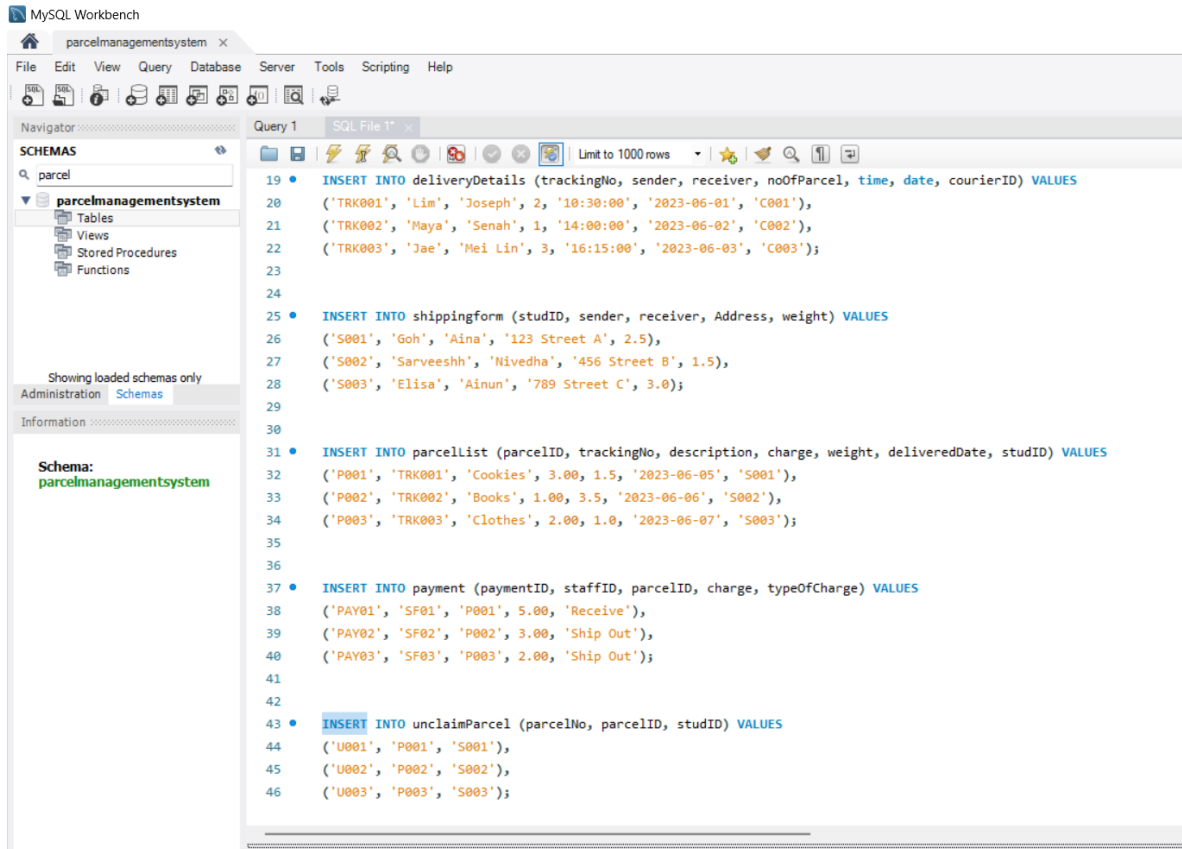 MySQL Workbench
parcelmanagementsystem
File Edit View Query Database Server Tools Scripting Help
Navigator
SCHEMAS
parcel
parcelmanagementsystem
Tables
Views
Stored Procedures
Functions
Showing loaded schemas only
Administration Schemas
Information
Schema:
parcelmanagementsystem
Query 1 SQL File 1*
Limit to 1000 rows
19 INSERT INTO deliveryDetails (trackingNo, sender, receiver, noOfParcel, time, date, courierID) VALUES
20 ('TRK001', 'Lim', 'Joseph', 2, '10:30:00', '2023-06-01', 'C001'),
21 ('TRK002', 'Maya', 'Senah', 1, '14:00:00', '2023-06-02', 'C002'),
22 ('TRK003', 'Jae', 'Mei Lin', 3, '16:15:00', '2023-06-03', 'C003');
23
24
25 INSERT INTO shippingform (studID, sender, receiver, Address, weight) VALUES
26 ('S001', 'Goh', 'Aina', '123 Street A', 2.5),
27 ('S002', 'Sarveeshh', 'Nivedha', '456 Street B', 1.5),
28 ('S003', 'Elisa', 'Ainun', '789 Street C', 3.0);
29
30
31 INSERT INTO parcelList (parcelID, trackingNo, description, charge, weight, deliveredDate, studID) VALUES
32 ('P001', 'TRK001', 'Cookies', 3.00, 1.5, '2023-06-05', 'S001'),
33 ('P002', 'TRK002', 'Books', 1.00, 3.5, '2023-06-06', 'S002'),
34 ('P003', 'TRK003', 'Clothes', 2.00, 1.0, '2023-06-07', 'S003');
35
36
37 INSERT INTO payment (paymentID, staffID, parcelID, charge, typeOfCharge) VALUES
38 ('PAY01', 'SF01', 'P001', 5.00, 'Receive'),
39 ('PAY02', 'SF02', 'P002', 3.00, 'Ship Out'),
40 ('PAY03', 'SF03', 'P003', 2.00, 'Ship Out');
41
42
43 INSERT INTO unclaimParcel (parcelNo, parcelID, studID) VALUES
44 ('U001', 'P001', 'S001'),
45 ('U002', 'P002', 'S002'),
46 ('U003', 'P003', 'S003');